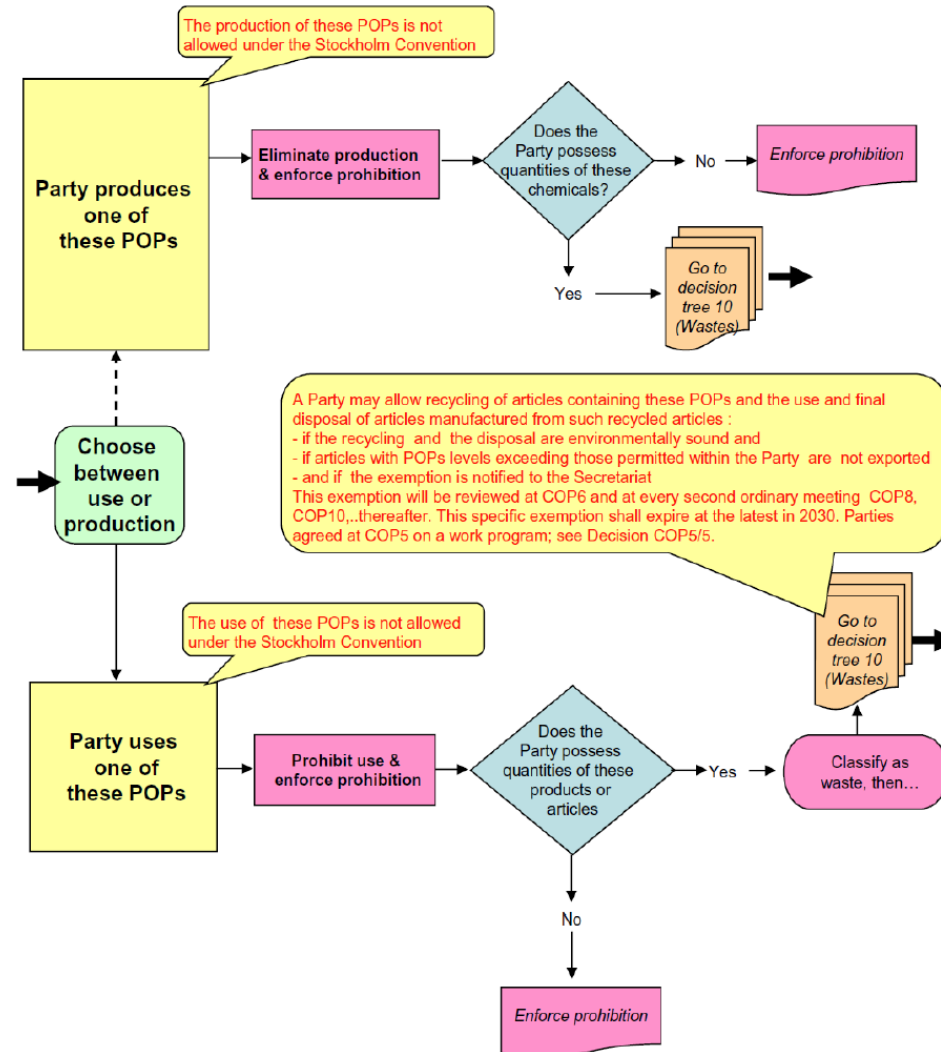 The production of these POPs is not
allowed under the Stockholm Convention
Party produces
one of
these POPs
Eliminate production
& enforce prohibition
Does the
Party possess
quantities of these
chemicals?
No
Enforce prohibition
Yes
Go to
decision
tree 10
(Wastes)
A Party may allow recycling of articles containing these POPs and the use and final
disposal of articles manufactured from such recycled articles :
- if the recycling and the disposal are environmentally sound and
- if articles with POPs levels exceeding those permitted within the Party are not exported
- and if the exemption is notified to the Secretariat
This exemption will be reviewed at COP6 and at every second ordinary meeting COP8,
COP10,..thereafter. This specific exemption shall expire at the latest in 2030. Parties
agreed at COP5 on a work program; see Decision COP5/5.
Choose
between
use or
production
The use of these POPs is not allowed
under the Stockholm Convention
Go to
decision
tree 10
(Wastes)
Party uses
one of
these POPs
Prohibit use &
enforce prohibition
Does the
Party possess
quantities of these
products or
articles
Yes
Classify as
waste, then…
No
Enforce prohibition